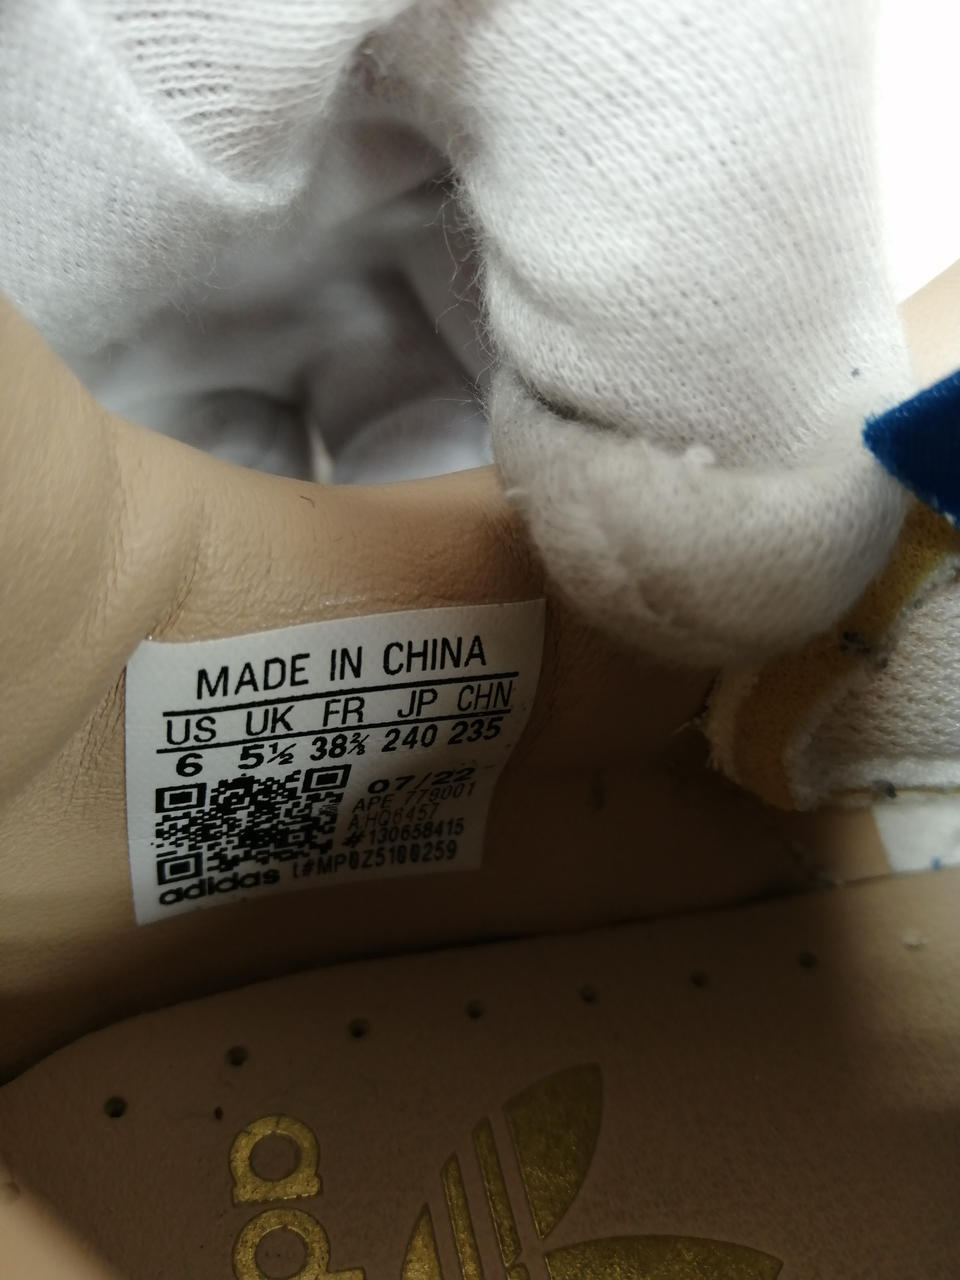 MADE IN CHINA
US UK FR JP CHN
6 5½ 38⅔ 240 235
07/22
APE 779001
A HQ6457
#130658415
adidas t#MP0Z5100259
ada